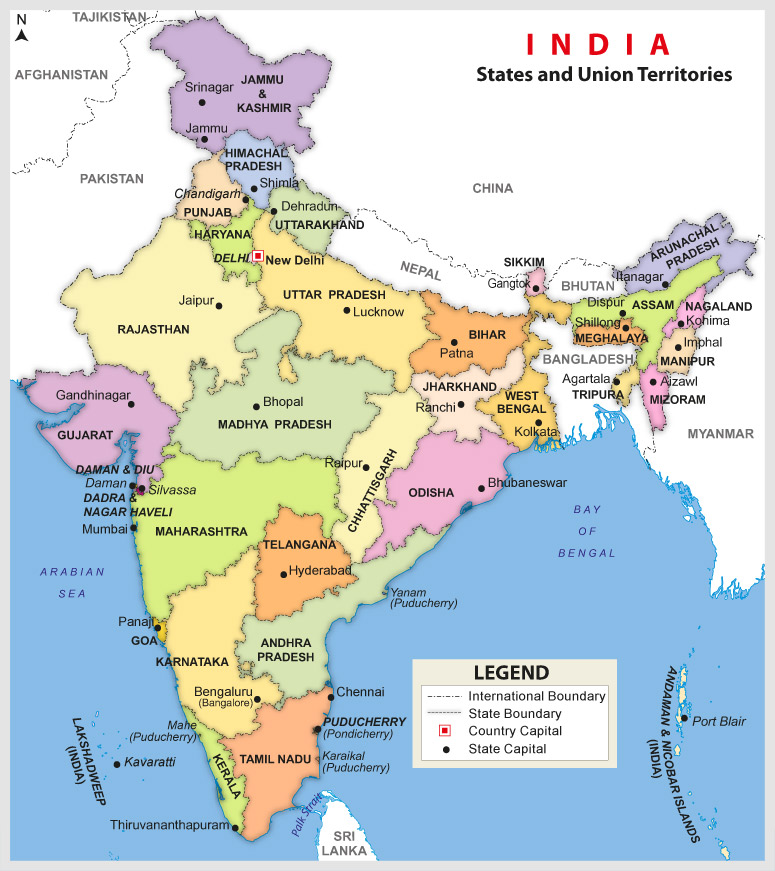 TAJIKISTAN
N
INDIA
States and Union Territories
AFGHANISTAN
JAMMU
&
KASHMIR
Srinagar
Jammu
PAKISTAN
CHINA
HIMACHAL
PRADESH
Shimla
Chandigarh
PUNJAB
Dehradun
UTTARAKHAND
HARYANA
DELHI
New Delhi
NEPAL
SIKKIM
Gangtok
BHUTAN
ARUNACHAL
PRADESH
Itanagar
UTTAR PRADESH
Lucknow
Jaipur
RAJASTHAN
BIHAR
Patna
Dispur
ASSAM
NAGALAND
Kohima
Shillong
MEGHALAYA
Imphal
MANIPUR
BANGLADESH
Agartala
TRIPURA
Aizawl
MIZORAM
MYANMAR
JHARKHAND
Ranchi
WEST
BENGAL
Kolkata
Gandhinagar
GUJARAT
Bhopal
MADHYA PRADESH
Raipur
CHHATTISGARH
ODISHA
Bhubaneswar
DAMAN & DIU
Daman
Silvassa
DADRA &
NAGAR HAVELI
Mumbai
MAHARASHTRA
TELANGANA
Hyderabad
BAY
OF
BENGAL
ARABIAN
SEA
Yanam
(Puducherry)
Panaji
GOA
KARNATAKA
ANDHRA
PRADESH
Bengaluru
(Bangalore)
Chennai
Mahe
(Puducherry)
PUDUCHERRY
(Pondicherry)
Karaikal
(Puducherry)
TAMIL NADU
KERALA
LAKSHADWEEP
(INDIA)
Kavaratti
Thiruvananthapuram
Palk Strait
SRI
LANKA
LEGEND
International Boundary
State Boundary
Country Capital
State Capital
ANDAMAN & NICOBAR ISLANDS
(INDIA)
Port Blair